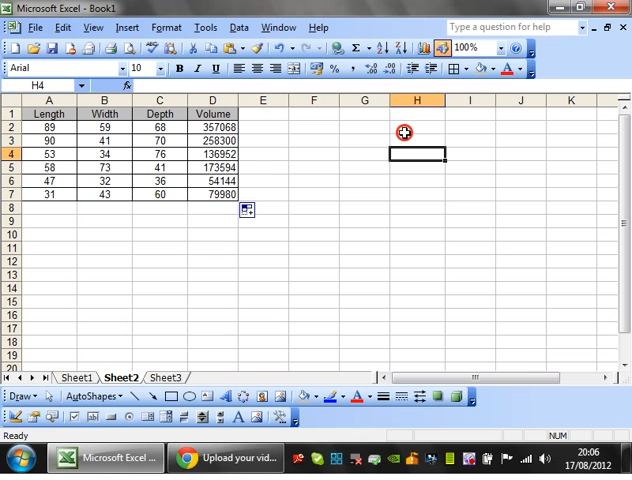 Microsoft Excel - Book1
File Edit View Insert Format Tools Data Window Help Type a question for help
100%
Arial 10 B I U
H4 fx
A B C D E F G H I J K
1 Length Width Depth Volume
2 89 59 68 357068
3 90 41 70 258300
4 53 34 76 136952
5 58 73 41 173594
6 47 32 36 54144
7 31 43 60 79980
8
9
10
11
12
13
14
15
16
17
18
19
20
Sheet1 Sheet2 Sheet3
Draw AutoShapes
Ready NUM
Microsoft Excel ... Upload your vid... 20:06
17/08/2012